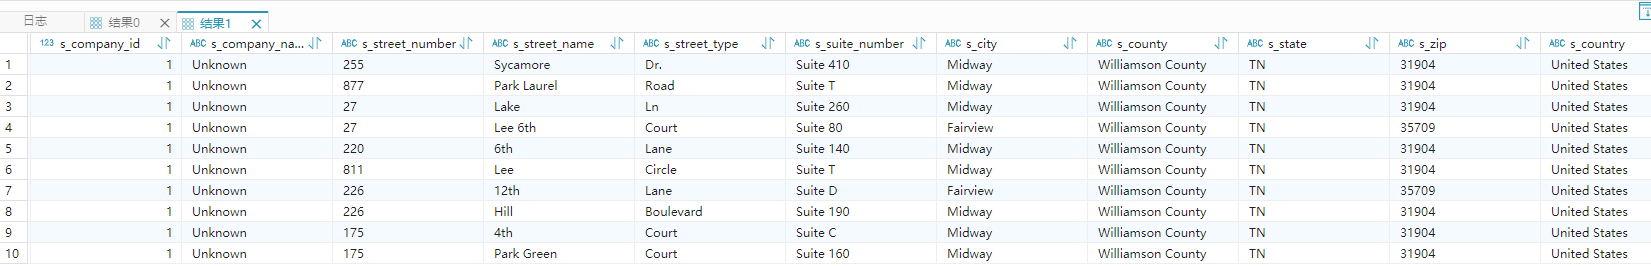 日志 结果0 结果1
123 s_company_id ABC s_company_na... ABC s_street_number ABC s_street_name ABC s_street_type ABC s_suite_number ABC s_city ABC s_county ABC s_state ABC s_zip ABC s_country
1 1 Unknown 255 Sycamore Dr. Suite 410 Midway Williamson County TN 31904 United States
2 1 Unknown 877 Park Laurel Road Suite T Midway Williamson County TN 31904 United States
3 1 Unknown 27 Lake Ln Suite 260 Midway Williamson County TN 31904 United States
4 1 Unknown 27 Lee 6th Court Suite 80 Fairview Williamson County TN 35709 United States
5 1 Unknown 220 6th Lane Suite 140 Midway Williamson County TN 31904 United States
6 1 Unknown 811 Lee Circle Suite T Midway Williamson County TN 31904 United States
7 1 Unknown 226 12th Lane Suite D Fairview Williamson County TN 35709 United States
8 1 Unknown 226 Hill Boulevard Suite 190 Midway Williamson County TN 31904 United States
9 1 Unknown 175 4th Court Suite C Midway Williamson County TN 31904 United States
10 1 Unknown 175 Park Green Court Suite 160 Midway Williamson County TN 31904 United States